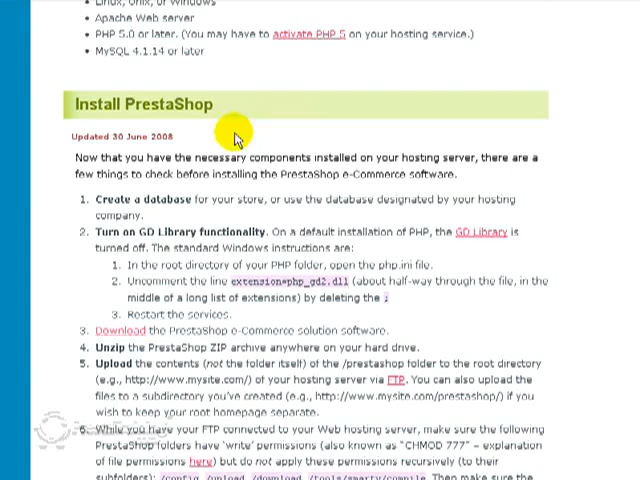 Linux, Unix, or Windows
Apache Web server
PHP 5.0 or later. (You may have to activate PHP 5 on your hosting service.)
MySQL 4.1.14 or later
Install PrestaShop
Updated 30 June 2008
Now that you have the necessary components installed on your hosting server, there are a
few things to check before installing the PrestaShop e-Commerce software.
1. Create a database for your store, or use the database designated by your hosting
company.
2. Turn on GD Library functionality. On a default installation of PHP, the GD Library is
turned off. The standard Windows instructions are:
1. In the root directory of your PHP folder, open the php.ini file.
2. Uncomment the line extension=php_gd2.dll (about half-way through the file, in the
middle of a long list of extensions) by deleting the ;
3. Restart the services.
3. Download the PrestaShop e-Commerce solution software.
4. Unzip the PrestaShop ZIP archive anywhere on your hard drive.
5. Upload the contents (not the folder itself) of the /prestashop folder to the root directory
(e.g., http://www.mysite.com/) of your hosting server via FTP. You can also upload the
files to a subdirectory you've created (e.g., http://www.mysite.com/prestashop/) if you
wish to keep your root homepage separate.
6. While you have your FTP connected to your Web hosting server, make sure the following
PrestaShop folders have 'write' permissions (also known as "CHMOD 777" – explanation
of file permissions here) but do not apply these permissions recursively (to their
subfolders): /config, /upload, /download, /tools/smarty/compile. Then make sure the